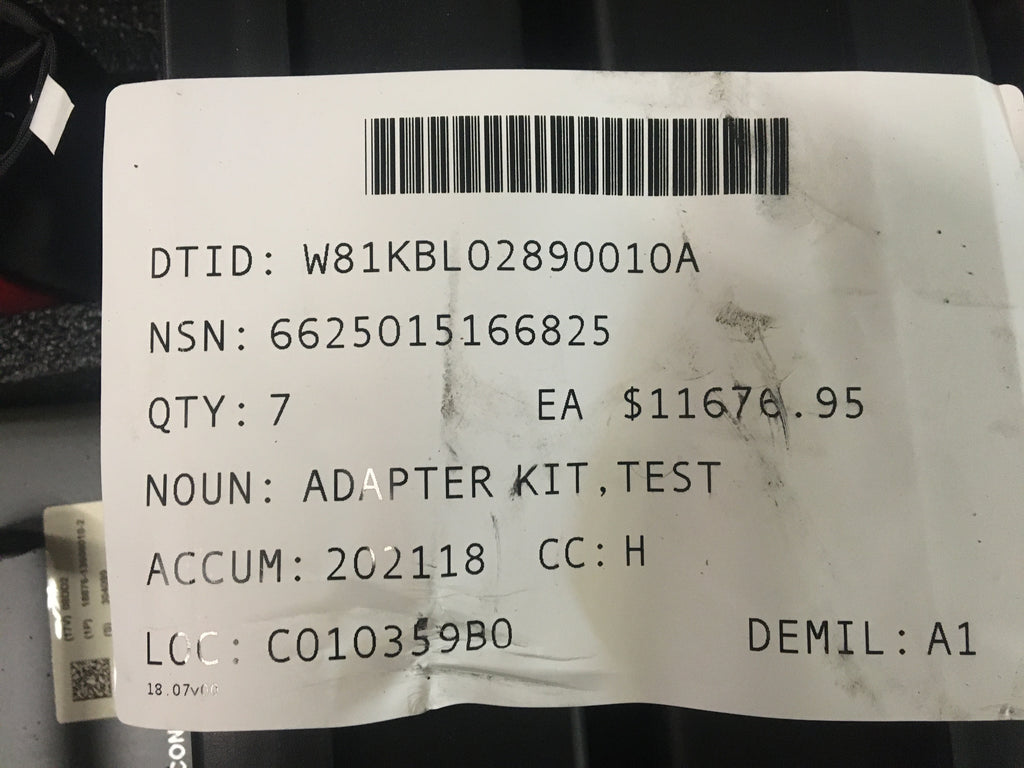 DTID: W81KBL02890010A
NSN: 6625015166825
QTY: 7 EA $11676.95
NOUN: ADAPTER KIT,TEST
ACCUM: 202118 CC: H
LOC: C010359B0 DEMIL: A1
18.07v00
CON